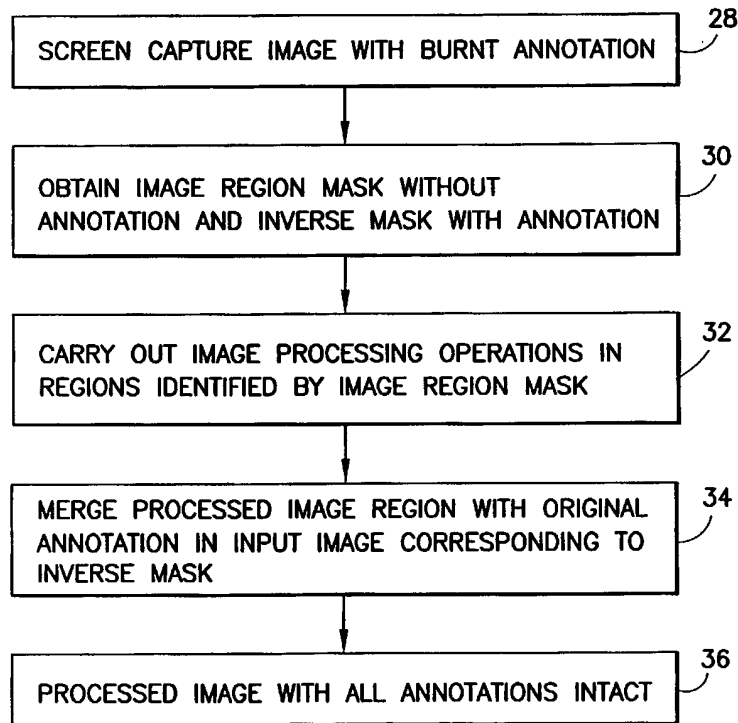 28
SCREEN CAPTURE IMAGE WITH BURNT ANNOTATION
30
OBTAIN IMAGE REGION MASK WITHOUT
ANNOTATION AND INVERSE MASK WITH ANNOTATION
32
CARRY OUT IMAGE PROCESSING OPERATIONS IN
REGIONS IDENTIFIED BY IMAGE REGION MASK
34
MERGE PROCESSED IMAGE REGION WITH ORIGINAL
ANNOTATION IN INPUT IMAGE CORRESPONDING TO
INVERSE MASK
36
PROCESSED IMAGE WITH ALL ANNOTATIONS INTACT